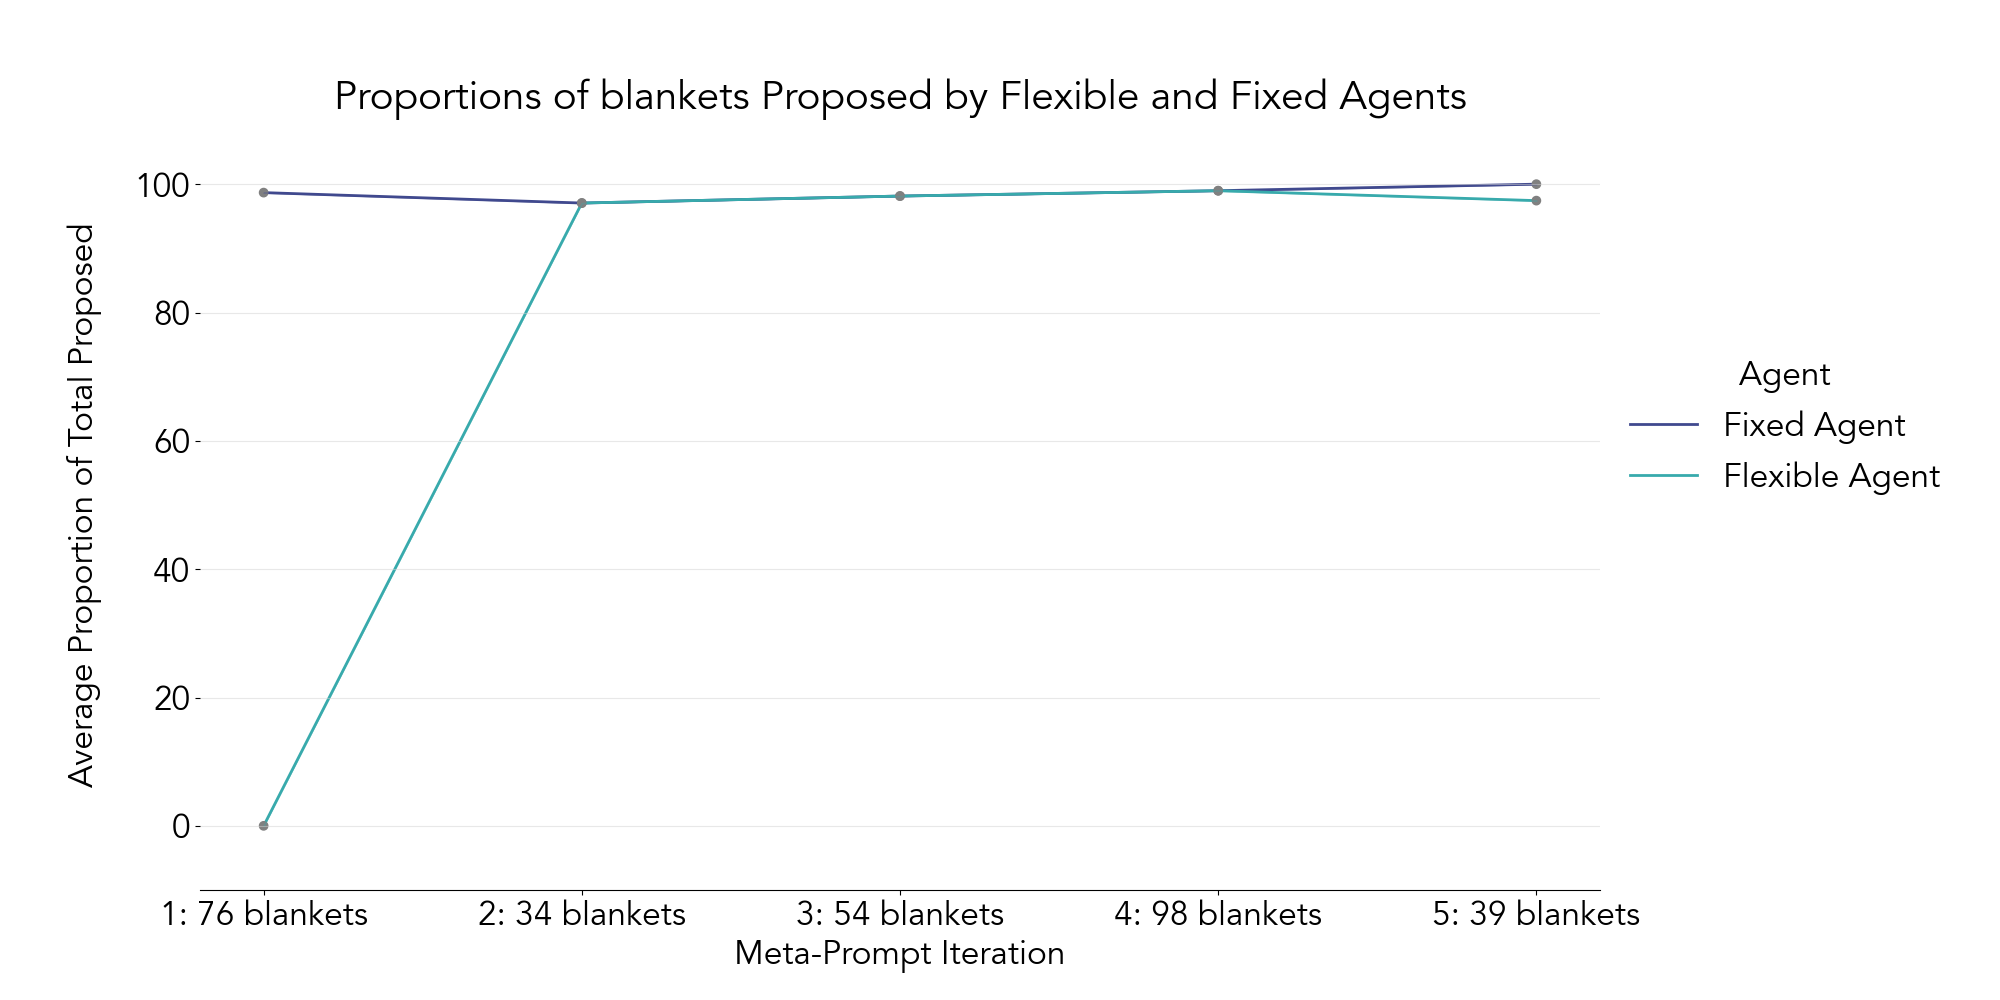 Proportions of blankets Proposed by Flexible and Fixed Agents
Average Proportion of Total Proposed
100
80
60
40
20
0
1: 76 blankets
2: 34 blankets
3: 54 blankets
4: 98 blankets
5: 39 blankets
Meta-Prompt Iteration
Agent
Fixed Agent
Flexible Agent